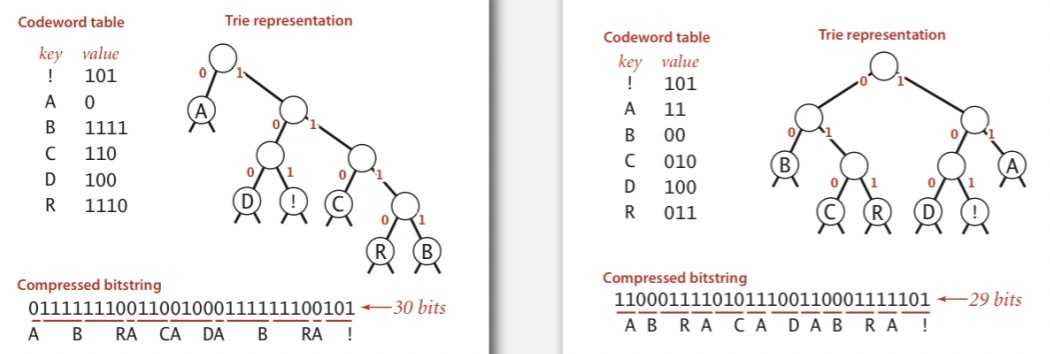 Codeword table
key value
! 101
A 0
B 1111
C 110
D 100
R 1110
Trie representation
0 1
A
0 1
0 1 0 1
D ! C
0 1
R B
Compressed bitstring
011111110011001000111111100101 30 bits
A B RA CA DA B RA !
Codeword table
key value
! 101
A 11
B 00
C 010
D 100
R 011
Trie representation
0 1
0 1 0 1
B A
0 1 0 1
C R D !
Compressed bitstring
11000111101011100110001111101 29 bits
A B R A C A D A B R A !